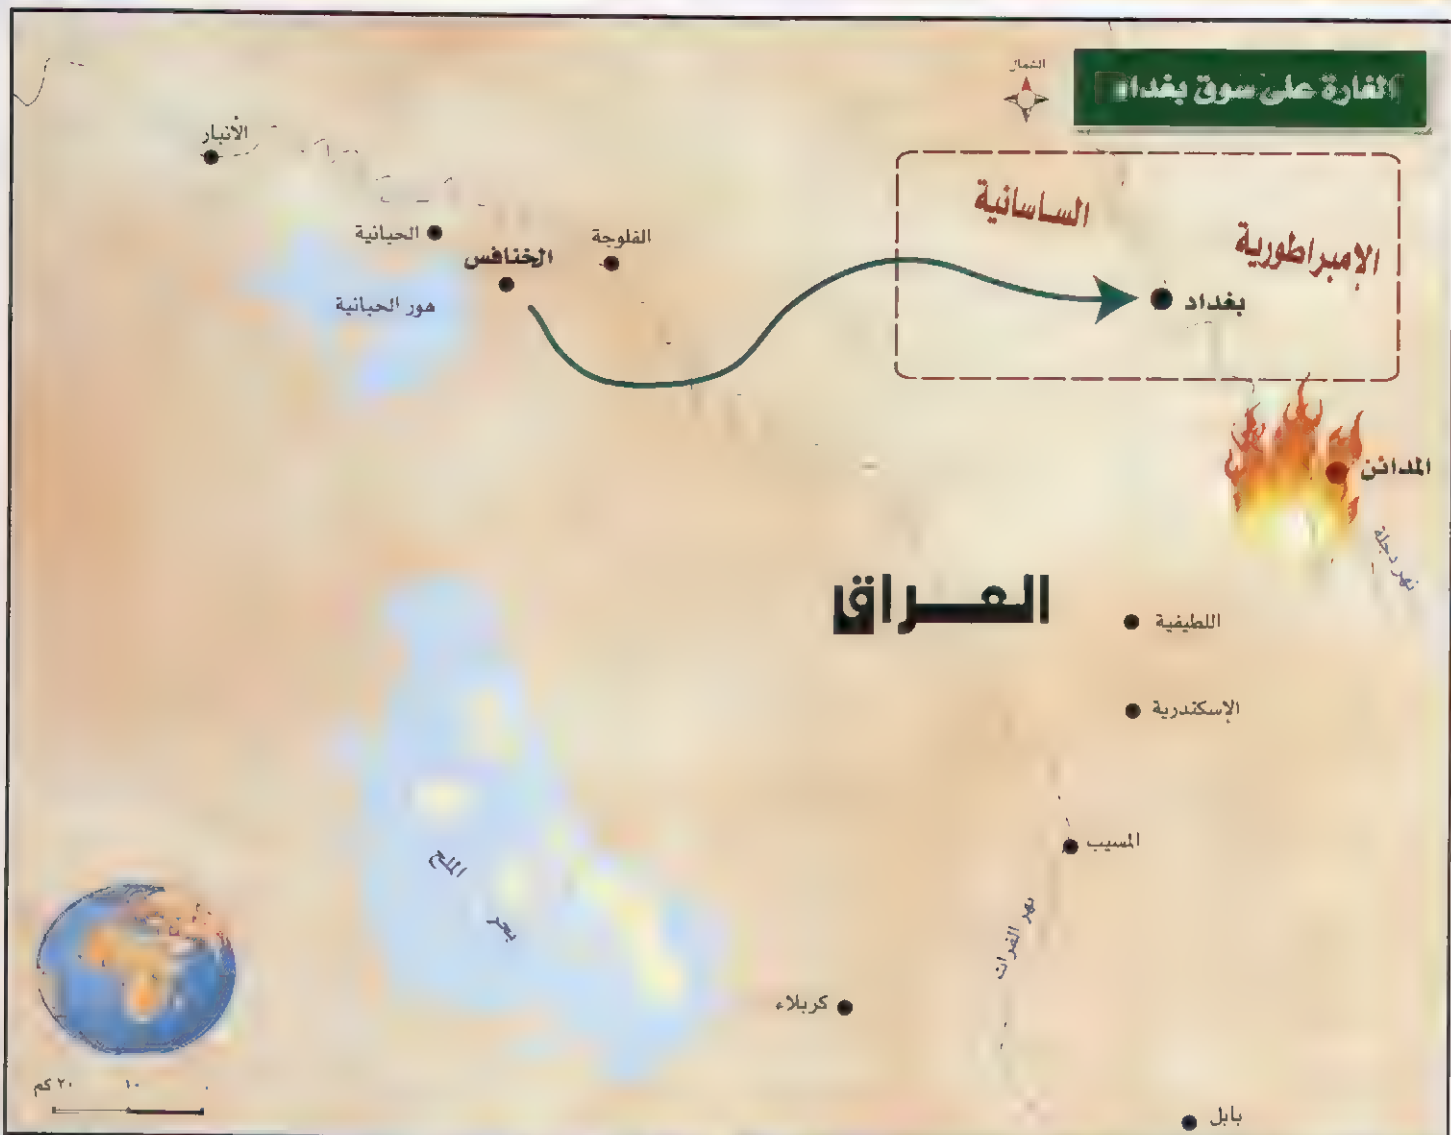 الغارة على سوق بغداد
الشمال
الأنبار
الحبانية
الخنافس
الفلوجة
هور الحبانية
الساسانية
الإمبراطورية
بغداد
المدائن
نهر دجلة
العراق
اللطيفية
الإسكندرية
المسيب
نهر الفرات
بحر الملح
كربلاء
بابل
٠ ١٠ ٢٠ كم